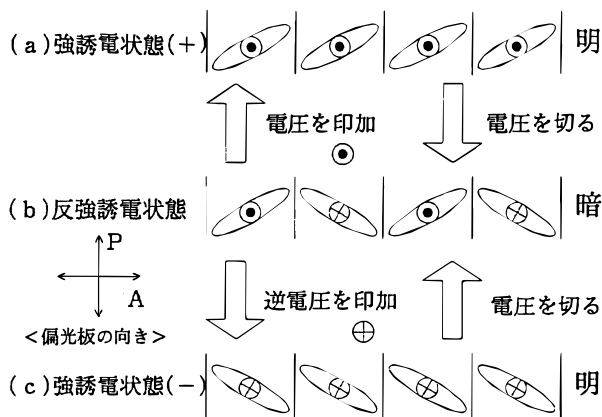 (a)強誘電状態(+) 明
電圧を印加 電圧を切る
(b)反強誘電状態 暗
P
A
<偏光板の向き>
逆電圧を印加 電圧を切る
(c)強誘電状態(−) 明